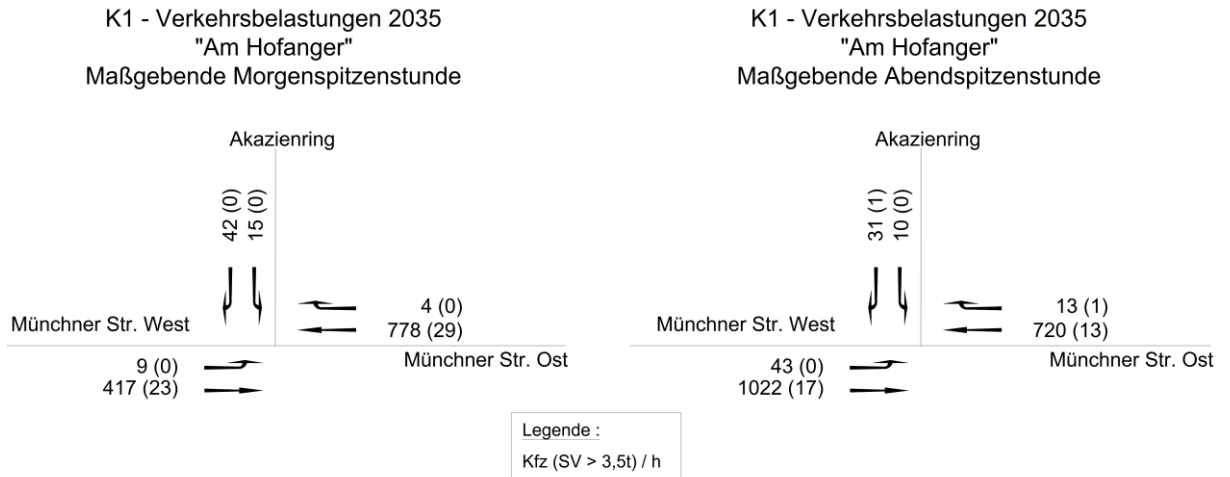 K1 - Verkehrsbelastungen 2035
"Am Hofanger"
Maßgebende Morgenspitzenstunde
Akazienring
42 (0)
15 (0)
4 (0)
778 (29)
Münchner Str. West
Münchner Str. Ost
9 (0)
417 (23)
K1 - Verkehrsbelastungen 2035
"Am Hofanger"
Maßgebende Abendspitzenstunde
Akazienring
31 (1)
10 (0)
13 (1)
720 (13)
Münchner Str. West
Münchner Str. Ost
43 (0)
1022 (17)
Legende :
Kfz (SV > 3,5t) / h